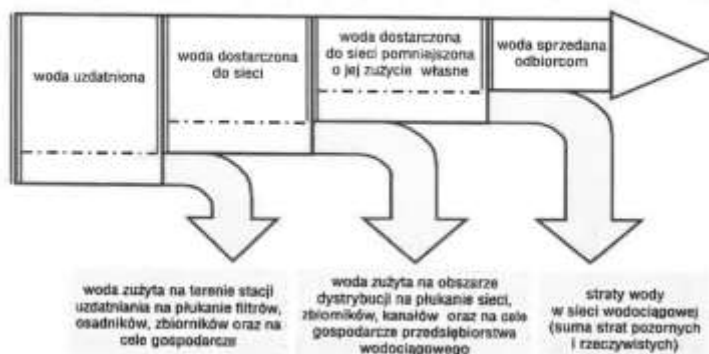 woda uzdatniona
woda dostarczona
do sieci
woda dostarczona
do sieci pomniejszona
o jej zużycie własne
woda sprzedana
odbiorcom
woda zużyta na terenie stacji
uzdatniania na płukanie filtrów,
osadników, zbiorników oraz na
cele gospodarcze
woda zużyta na obszarze
dystrybucji na płukanie sieci,
zbiorników, kanałów oraz na cele
gospodarcze przedsiębiorstwa
wodociągowego
straty wody
w sieci wodociągowej
(suma strat pozornych
i rzeczywistych)